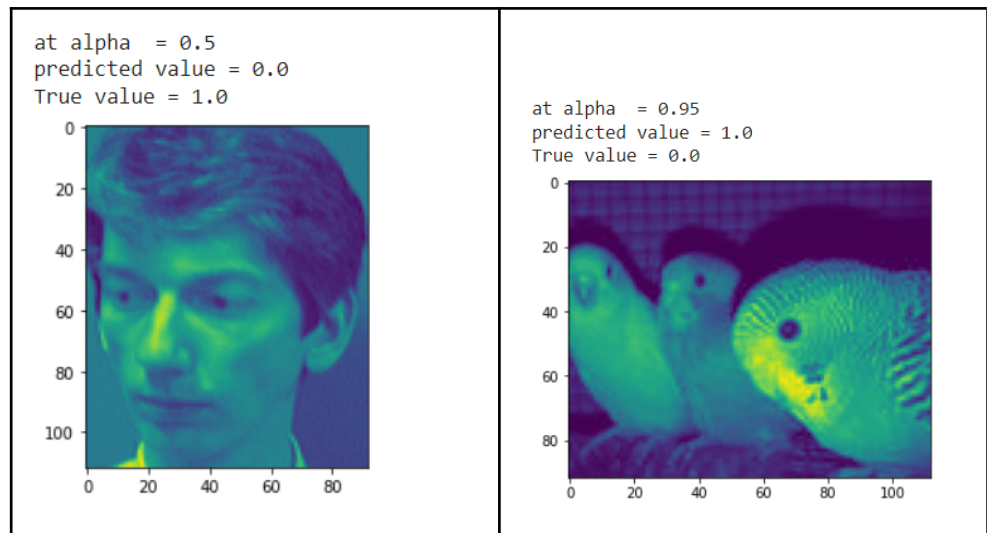 at alpha  = 0.5
predicted value = 0.0
True value = 1.0
0
20
40
60
80
100
0 20 40 60 80
at alpha  = 0.95
predicted value = 1.0
True value = 0.0
0
20
40
60
80
0 20 40 60 80 100